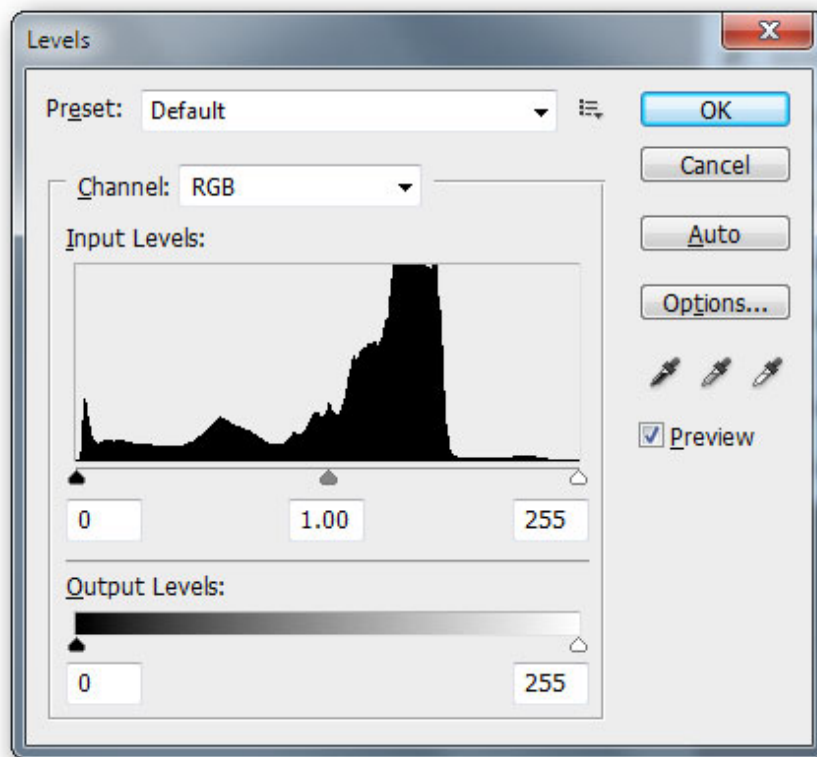 Levels
Preset: Default
OK
Cancel
Channel: RGB
Input Levels:
Auto
Options...
Preview
0 1.00 255
Output Levels:
0 255